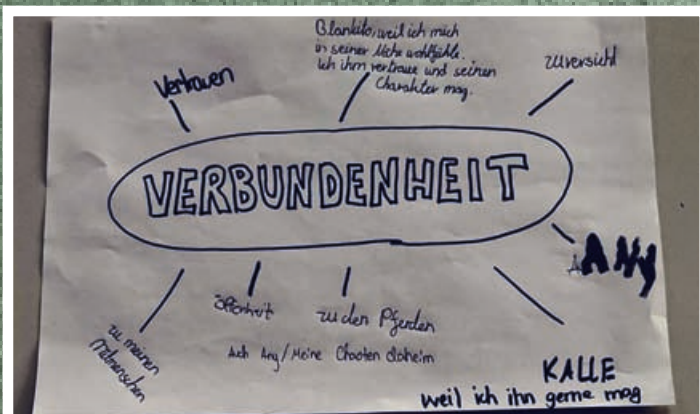 Blankito, weil ich mich
in seiner Nähe wohlfühle.
Ich ihm vertraue und seinen
Charakter mag.
Vertrauen
zuversicht
VERBUNDENHEIT
ANY
zu meinen
Mitmenschen
offenheit
zu den Pferden
Auch Any/Meine Chaoten daheim
KALLE
weil ich ihn gerne mag